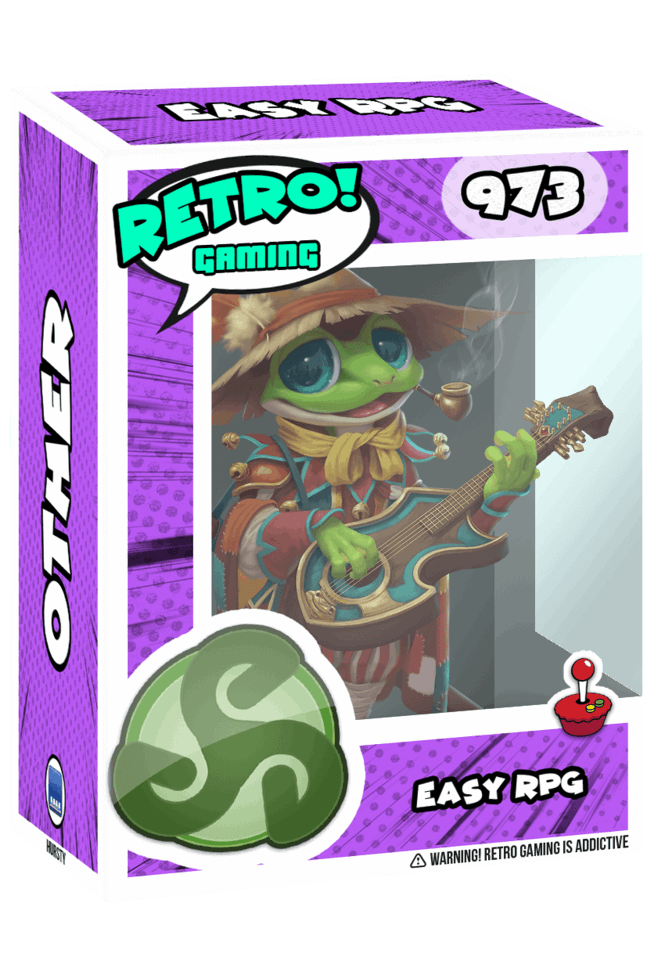 EASY RPG
RETRO!
GAMING
973
OTHER
EASY RPG
WARNING! RETRO GAMING IS ADDICTIVE
HURSTY